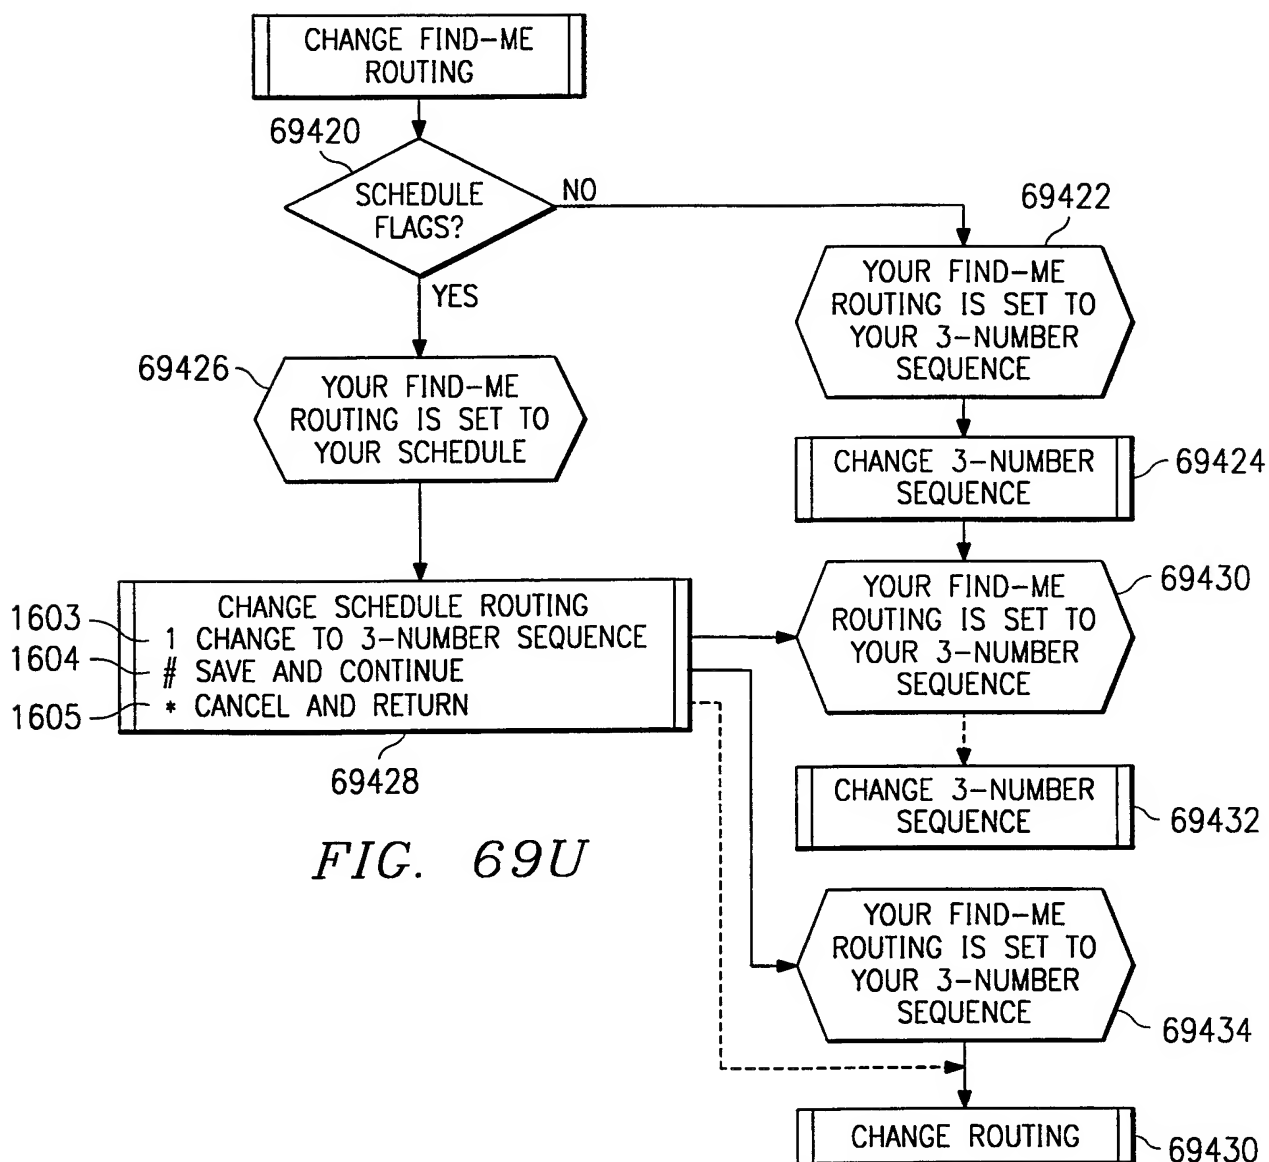 CHANGE FIND-ME
ROUTING
69420
SCHEDULE
FLAGS?
NO
YES
69422
YOUR FIND-ME
ROUTING IS SET TO
YOUR 3-NUMBER
SEQUENCE
69426
YOUR FIND-ME
ROUTING IS SET TO
YOUR SCHEDULE
CHANGE 3-NUMBER
SEQUENCE
69424
YOUR FIND-ME
ROUTING IS SET TO
YOUR 3-NUMBER
SEQUENCE
69430
CHANGE SCHEDULE ROUTING
1603 1 CHANGE TO 3-NUMBER SEQUENCE
1604 # SAVE AND CONTINUE
1605 * CANCEL AND RETURN
69428
CHANGE 3-NUMBER
SEQUENCE
69432
FIG. 69U
YOUR FIND-ME
ROUTING IS SET TO
YOUR 3-NUMBER
SEQUENCE
69434
CHANGE ROUTING
69430